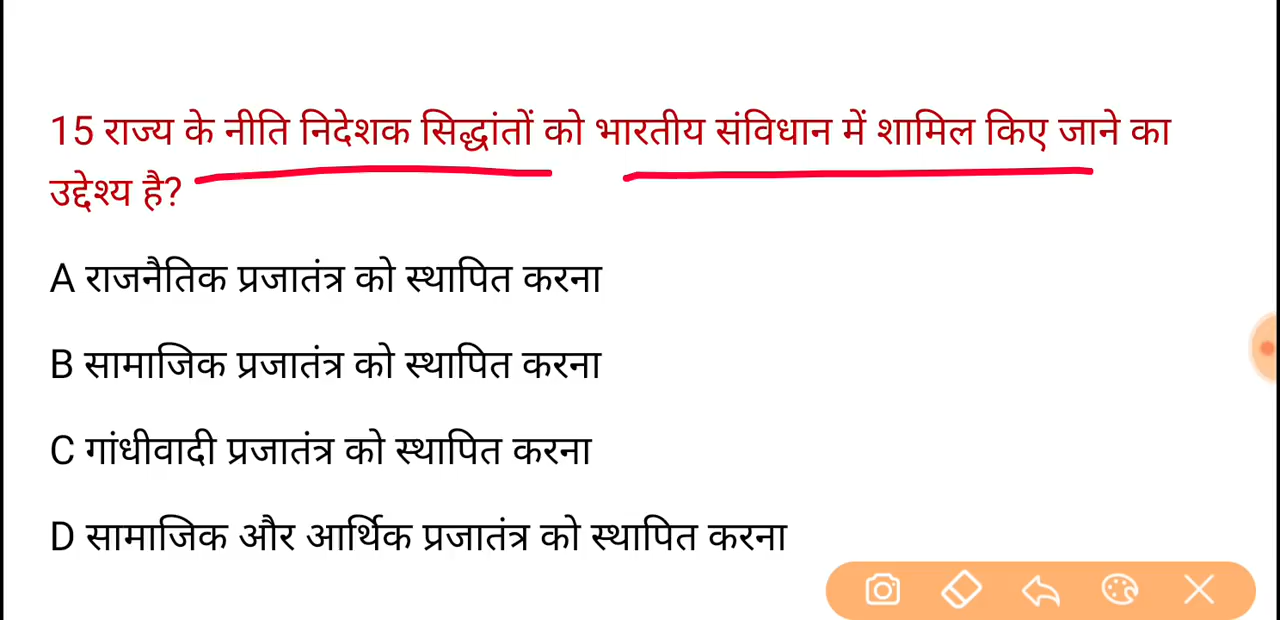 15 राज्य के नीति निदेशक सिद्धांतों को भारतीय संविधान में शामिल किए जाने का
उद्देश्य है?
A राजनैतिक प्रजातंत्र को स्थापित करना
B सामाजिक प्रजातंत्र को स्थापित करना
C गांधीवादी प्रजातंत्र को स्थापित करना
D सामाजिक और आर्थिक प्रजातंत्र को स्थापित करना